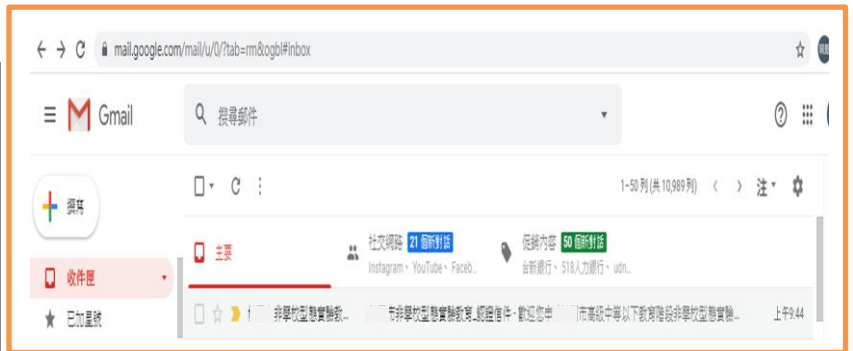 mail.google.com/mail/u/0/?tab=rm&ogbl#inbox
Gmail
搜尋郵件
撰寫
1-50列 (共 10,989列)
注
收件匣
主要
社交網路 21 個新對話
Instagram、YouTube、Faceb...
促銷內容 50 個新對話
台新銀行、518人力銀行、udn...
已加星號
非學校型態實驗教... 市非學校型態實驗教育_認證信件 - 歡迎您申 市高級中等以下教育階段非學校型態實驗... 上午9:44